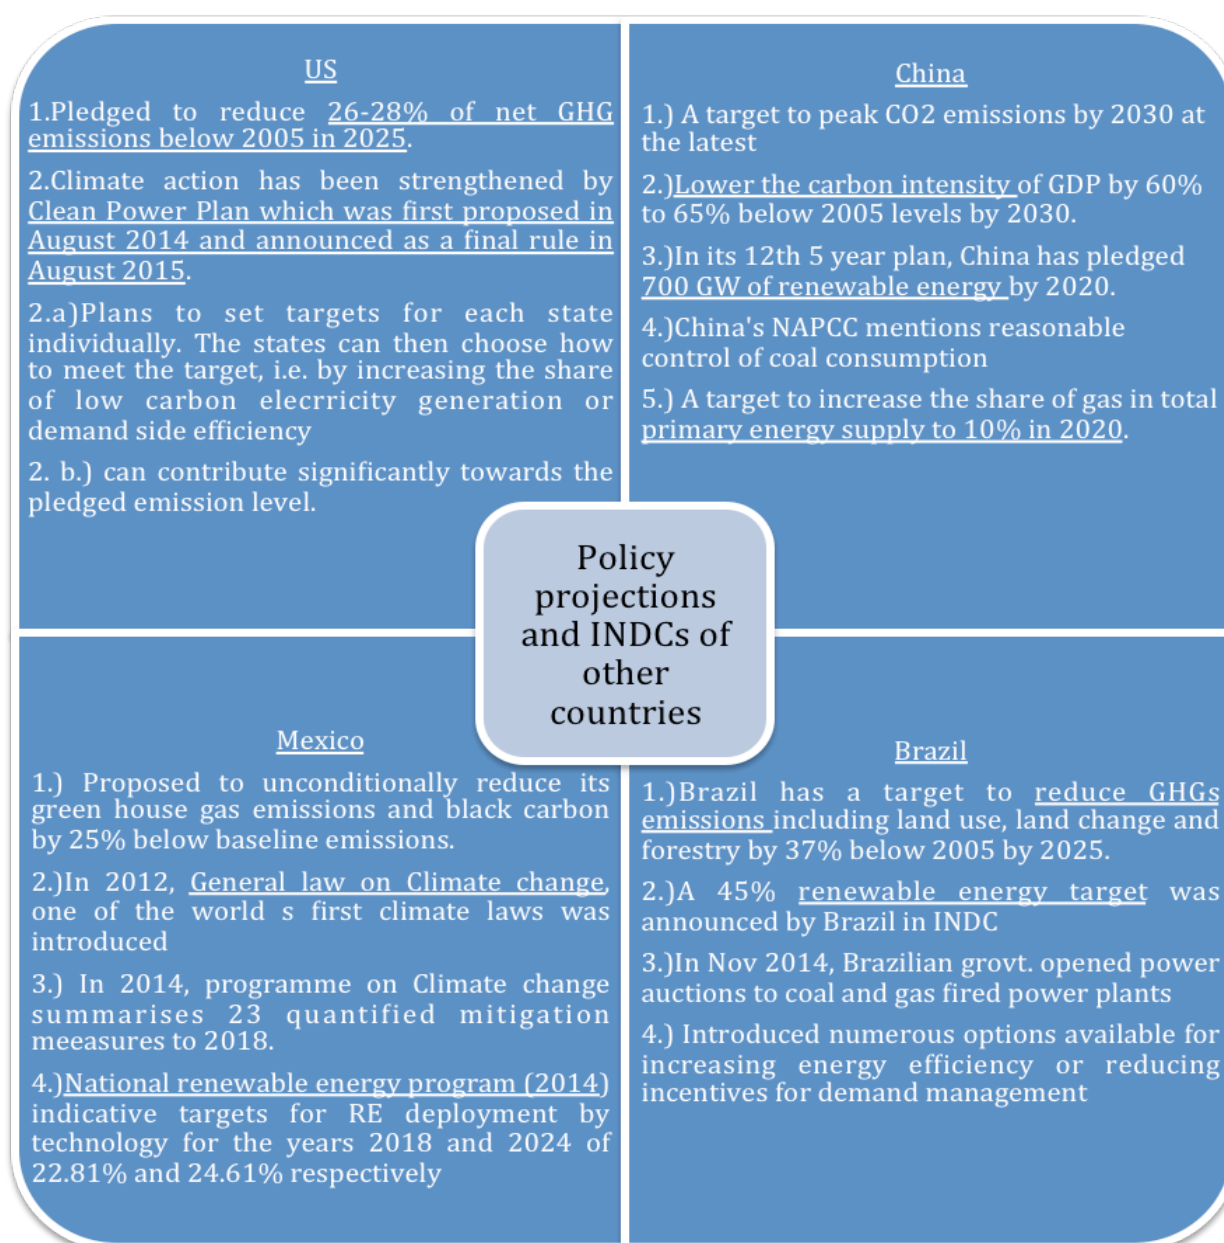 US
1.Pledged to reduce 26-28% of net GHG
emissions below 2005 in 2025.
2.Climate action has been strengthened by
Clean Power Plan which was first proposed in
August 2014 and announced as a final rule in
August 2015.
2.a)Plans to set targets for each state
individually. The states can then choose how
to meet the target, i.e. by increasing the share
of low carbon elecrricity generation or
demand side efficiency
2. b.) can contribute significantly towards the
pledged emission level.
China
1.) A target to peak CO2 emissions by 2030 at
the latest
2.)Lower the carbon intensity of GDP by 60%
to 65% below 2005 levels by 2030.
3.)In its 12th 5 year plan, China has pledged
700 GW of renewable energy by 2020.
4.)China's NAPCC mentions reasonable
control of coal consumption
5.) A target to increase the share of gas in total
primary energy supply to 10% in 2020.
Policy
projections
and INDCs of
other
countries
Mexico
1.) Proposed to unconditionally reduce its
green house gas emissions and black carbon
by 25% below baseline emissions.
2.)In 2012, General law on Climate change,
one of the world s first climate laws was
introduced
3.) In 2014, programme on Climate change
summarises 23 quantified mitigation
meeasures to 2018.
4.)National renewable energy program (2014)
indicative targets for RE deployment by
technology for the years 2018 and 2024 of
22.81% and 24.61% respectively
Brazil
1.)Brazil has a target to reduce GHGs
emissions including land use, land change and
forestry by 37% below 2005 by 2025.
2.)A 45% renewable energy target was
announced by Brazil in INDC
3.)In Nov 2014, Brazilian grovt. opened power
auctions to coal and gas fired power plants
4.) Introduced numerous options available for
increasing energy efficiency or reducing
incentives for demand management